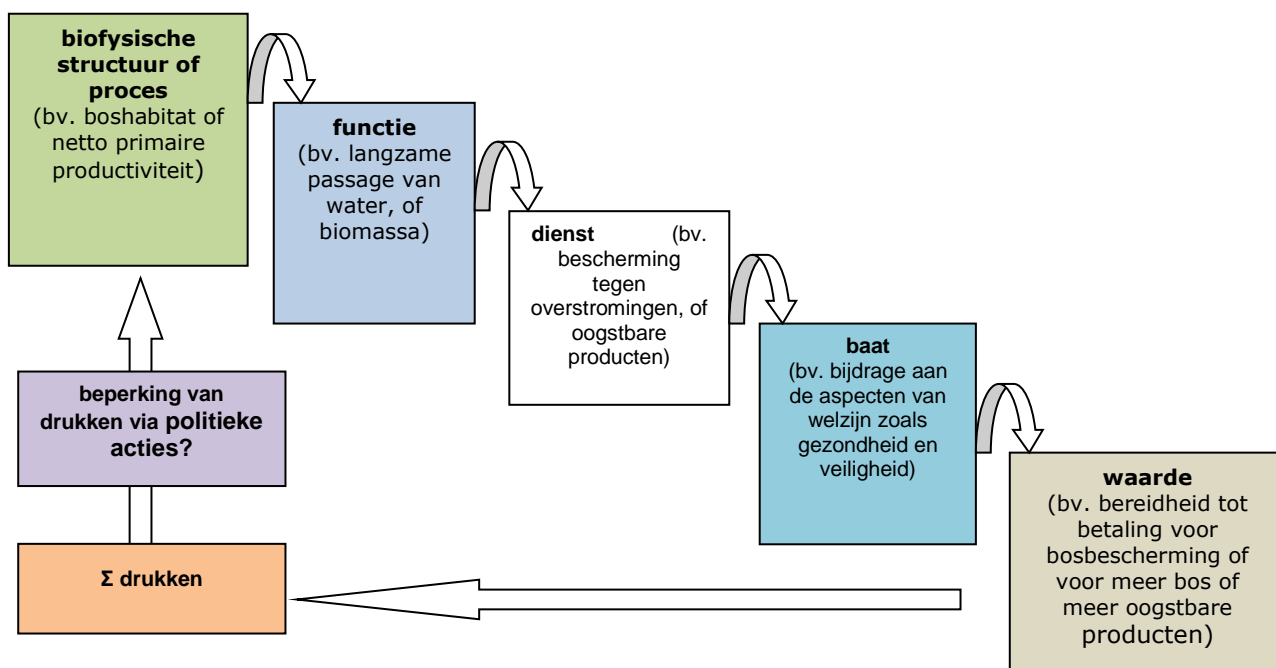 biofysische
structuur of
proces
(bv. boshabitat of
netto primaire
productiviteit)
functie
(bv. langzame
passage van
water, of
biomassa)
dienst (bv.
bescherming
tegen
overstromingen, of
oogstbare
producten)
baat
(bv. bijdrage aan
de aspecten van
welzijn zoals
gezondheid en
veiligheid)
waarde
(bv. bereidheid tot
betaling voor
bosbescherming of
voor meer bos of
meer oogstbare
producten)
beperking van
drukken via politieke
acties?
Σ drukken